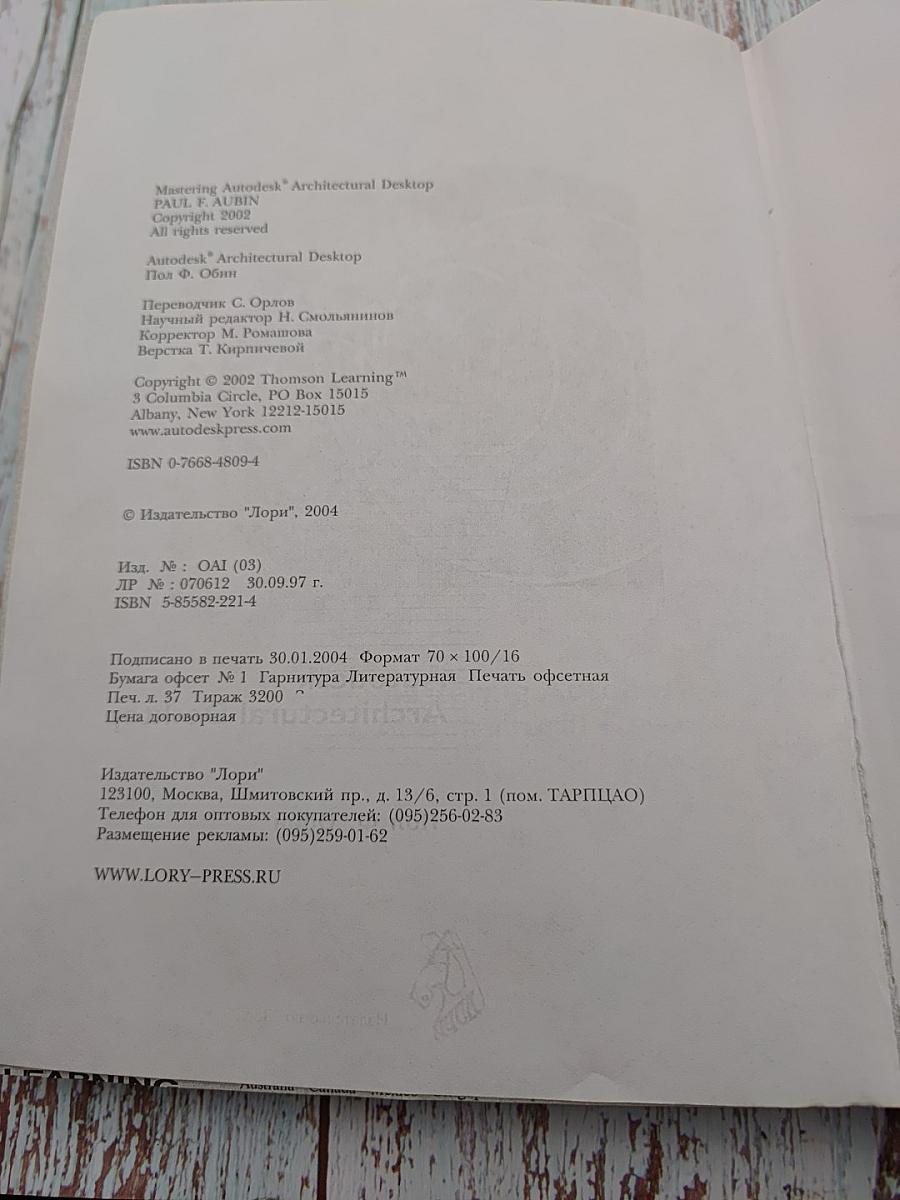 Mastering Autodesk® Architectural Desktop
PAUL F. AUBIN
Copyright 2002
All rights reserved
Autodesk® Architectural Desktop
Пол Ф. Обин
Переводчик С. Орлов
Научный редактор Н. Смольянинов
Корректор М. Ромашова
Верстка Т. Кирпичевой
Copyright © 2002 Thomson Learning™
3 Columbia Circle, PO Box 15015
Albany, New York 12212-15015
www.autodeskpress.com
ISBN 0-7668-4809-4
© Издательство "Лори", 2004
Изд. № : OAI (03)
ЛР № : 070612 30.09.97 г.
ISBN 5-85582-221-4
Подписано в печать 30.01.2004 Формат 70 × 100/16
Бумага офсет № 1 Гарнитура Литературная Печать офсетная
Печ. л. 37 Тираж 3200
Цена договорная
Издательство "Лори"
123100, Москва, Шмитовский пр., д. 13/6, стр. 1 (пом. ТАРПЦАО)
Телефон для оптовых покупателей: (095)256-02-83
Размещение рекламы: (095)259-01-62
WWW.LORY–PRESS.RU
LEARNING
Australia Canada